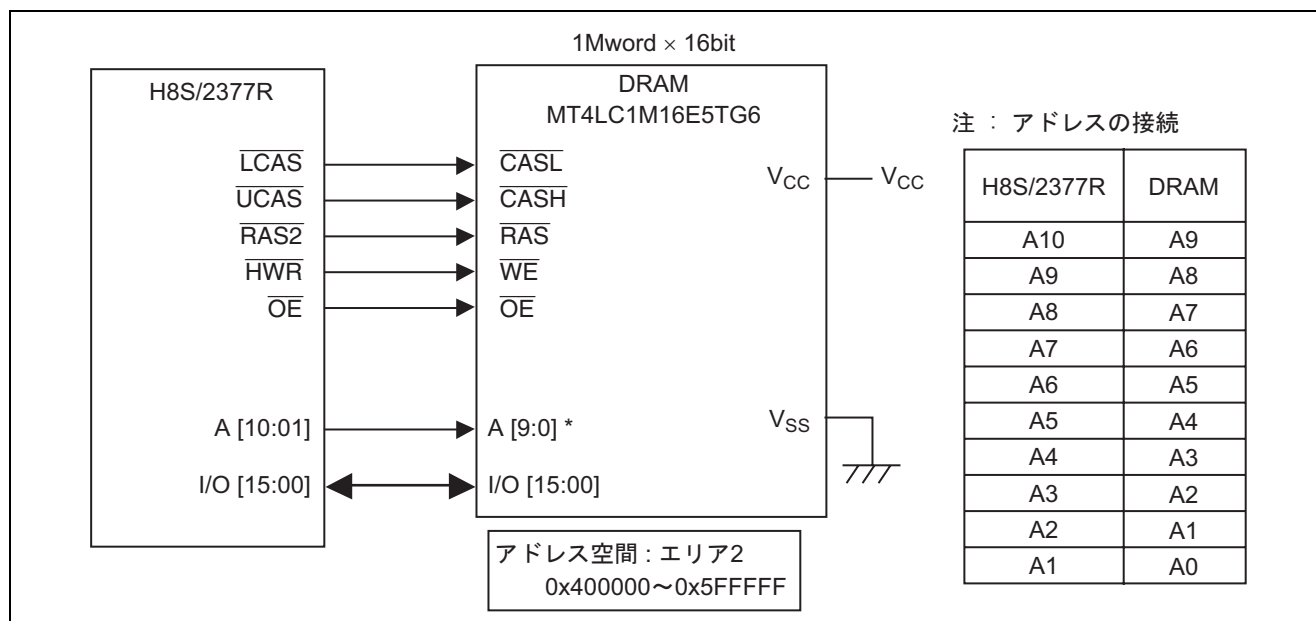 1Mword × 16bit
H8S/2377R
LCAS
UCAS
RAS2
HWR
OE
A [10:01]
I/O [15:00]
DRAM
MT4LC1M16E5TG6
CASL
CASH
RAS
WE
OE
A [9:0] *
I/O [15:00]
VCC
VCC
VSS
アドレス空間 : エリア2
0x400000～0x5FFFFF
注 : アドレスの接続
H8S/2377R DRAM
A10 A9
A9 A8
A8 A7
A7 A6
A6 A5
A5 A4
A4 A3
A3 A2
A2 A1
A1 A0